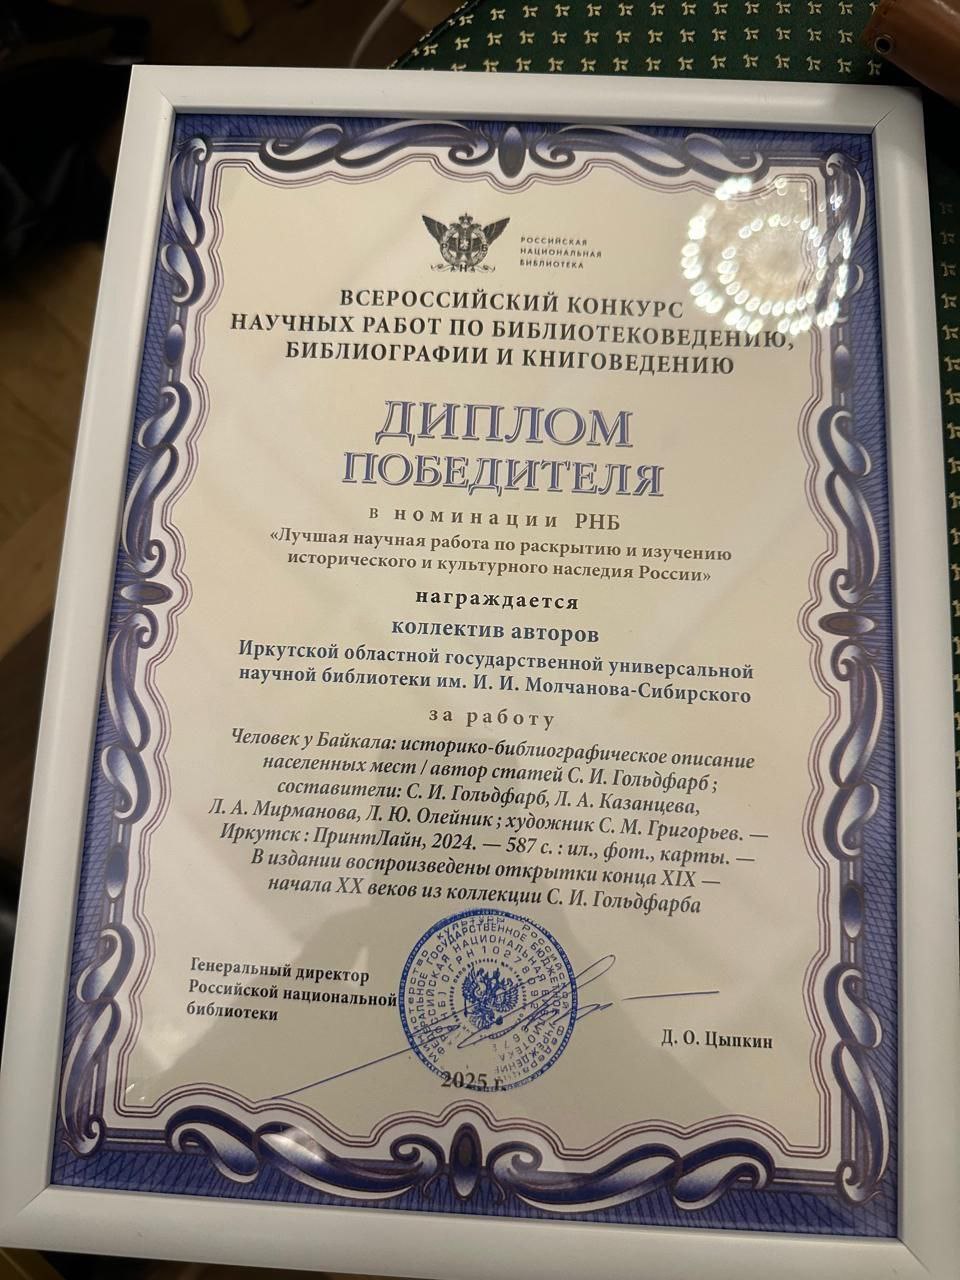 РОССИЙСКАЯ
НАЦИОНАЛЬНАЯ
БИБЛИОТЕКА
Р Б
Н
ВСЕРОССИЙСКИЙ КОНКУРС
НАУЧНЫХ РАБОТ ПО БИБЛИОТЕКОВЕДЕНИЮ,
БИБЛИОГРАФИИ И КНИГОВЕДЕНИЮ
ДИПЛОМ
ПОБЕДИТЕЛЯ
в номинации РНБ
«Лучшая научная работа по раскрытию и изучению
исторического и культурного наследия России»
награждается
коллектив авторов
Иркутской областной государственной универсальной
научной библиотеки им. И. И. Молчанова-Сибирского
за работу
Человек у Байкала: историко-библиографическое описание
населенных мест / автор статей С. И. Гольдфарб ;
составители: С. И. Гольдфарб, Л. А. Казанцева,
Л. А. Мирманова, Л. Ю. Олейник ; художник С. М. Григорьев. —
Иркутск : ПринтЛайн, 2024. — 587 с. : ил., фот., карты. —
В издании воспроизведены открытки конца XIX —
начала XX веков из коллекции С. И. Гольдфарба
Генеральный директор
Российской национальной
библиотеки
Д. О. Цыпкин
2025 г.